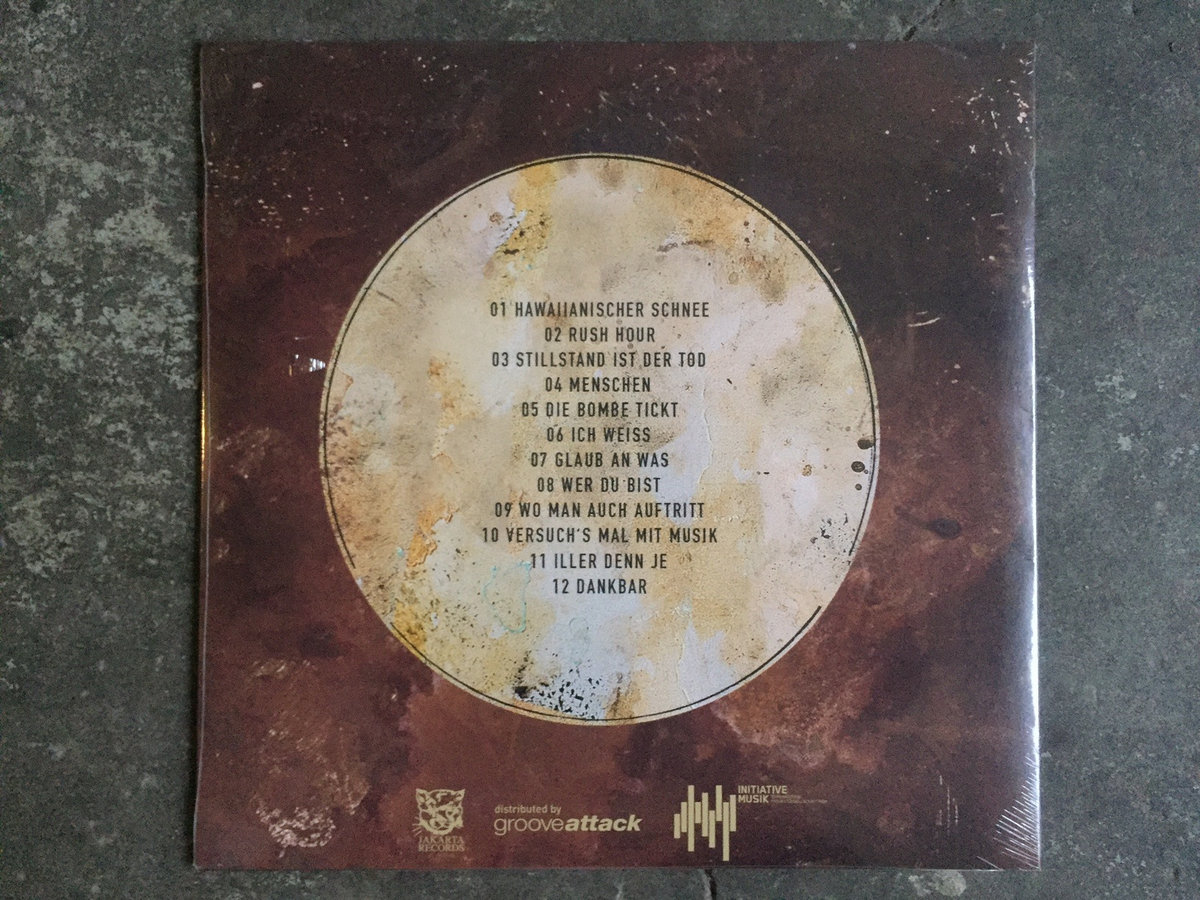 01 HAWAIIANISCHER SCHNEE
02 RUSH HOUR
03 STILLSTAND IST DER TOD
04 MENSCHEN
05 DIE BOMBE TICKT
06 ICH WEISS
07 GLAUB AN WAS
08 WER DU BIST
09 WO MAN AUCH AUFTRITT
10 VERSUCH'S MAL MIT MUSIK
11 ILLER DENN JE
12 DANKBAR
JAKARTA
RECORDS
distributed by
grooveattack
INITIATIVE
MUSIK